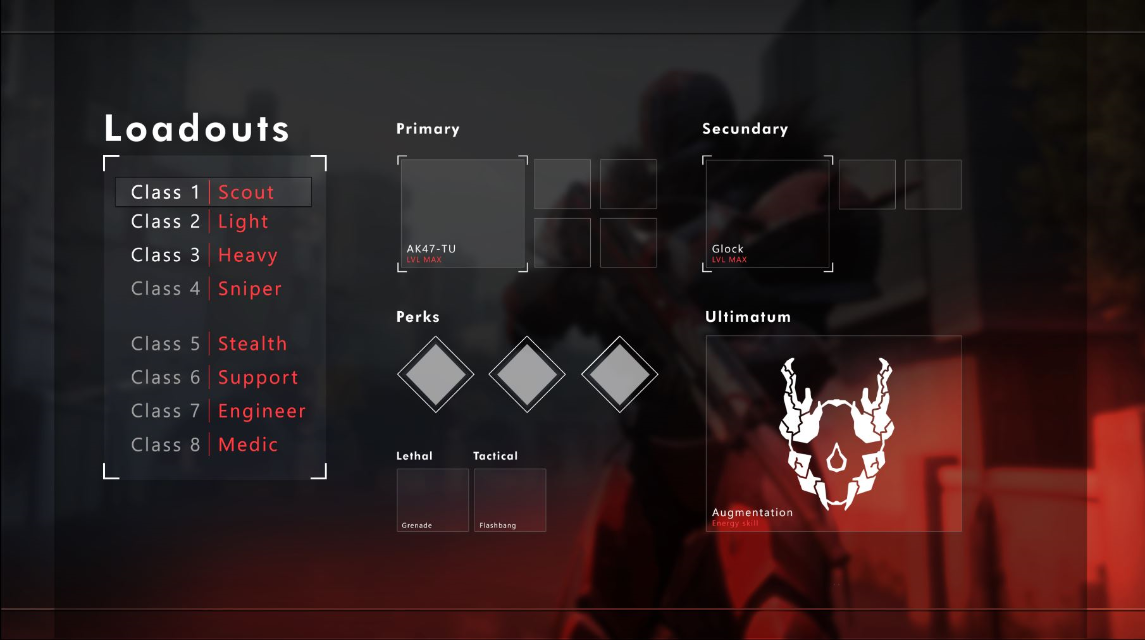 Loadouts
Class 1 | Scout
Class 2 | Light
Class 3 | Heavy
Class 4 | Sniper
Class 5 | Stealth
Class 6 | Support
Class 7 | Engineer
Class 8 | Medic
Primary
AK47-TU
LVL MAX
Secundary
Glock
LVL MAX
Perks
Ultimatum
Augmentation
Energy skill
Lethal
Grenade
Tactical
Flashbang